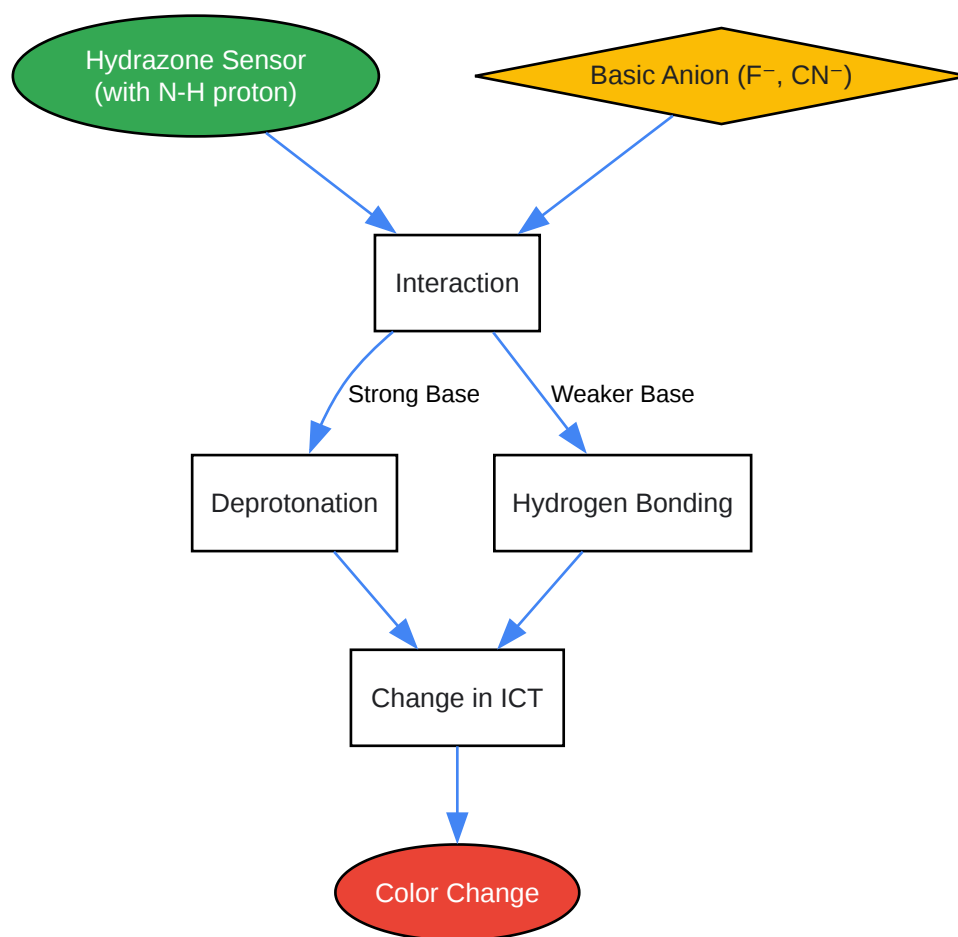 Hydrazone Sensor
(with N-H proton)
Basic Anion (F⁻, CN⁻)
Interaction
Strong Base
Weaker Base
Deprotonation
Hydrogen Bonding
Change in ICT
Color Change